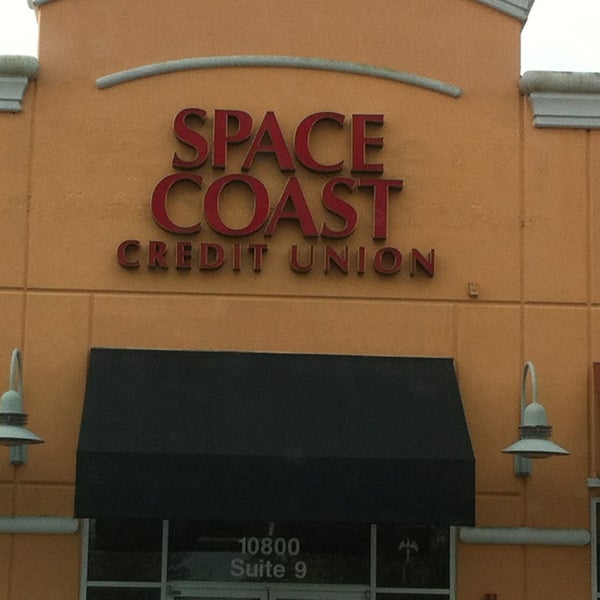 SPACE
COAST
CREDIT UNION
10800
Suite 9